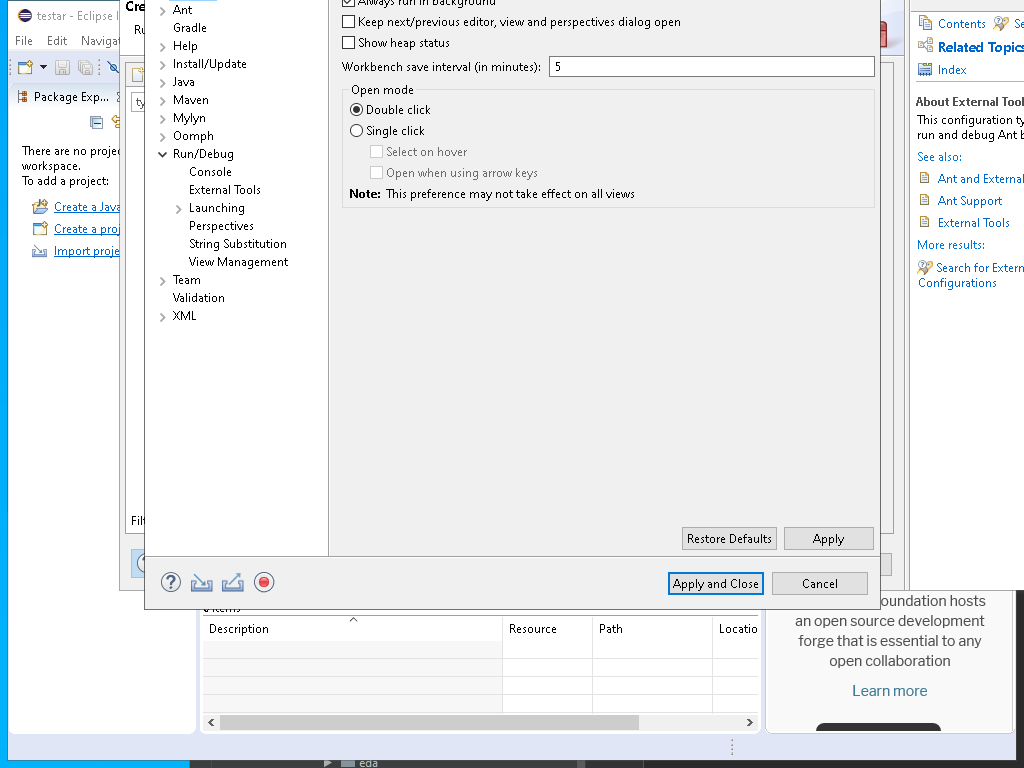 testar - Eclipse I
Cre
File Edit Navigat
Ru
Package Exp...
ty
There are no proje
workspace.
To add a project:
Create a Java
Create a proj
Import proje
Filt
Ant
Gradle
Help
Install/Update
Java
Maven
Mylyn
Oomph
Run/Debug
Console
External Tools
Launching
Perspectives
String Substitution
View Management
Team
Validation
XML
Always run in background
Keep next/previous editor, view and perspectives dialog open
Show heap status
Workbench save interval (in minutes): 5
Open mode
Double click
Single click
Select on hover
Open when using arrow keys
Note: This preference may not take effect on all views
Restore Defaults Apply
Apply and Close Cancel
Contents Se
Related Topics
Index
About External Tool
This configuration ty
run and debug Ant b
See also:
Ant and External
Ant Support
External Tools
More results:
Search for Extern
Configurations
items
Description Resource Path Locatio
oundation hosts
an open source development
forge that is essential to any
open collaboration
Learn more
eda